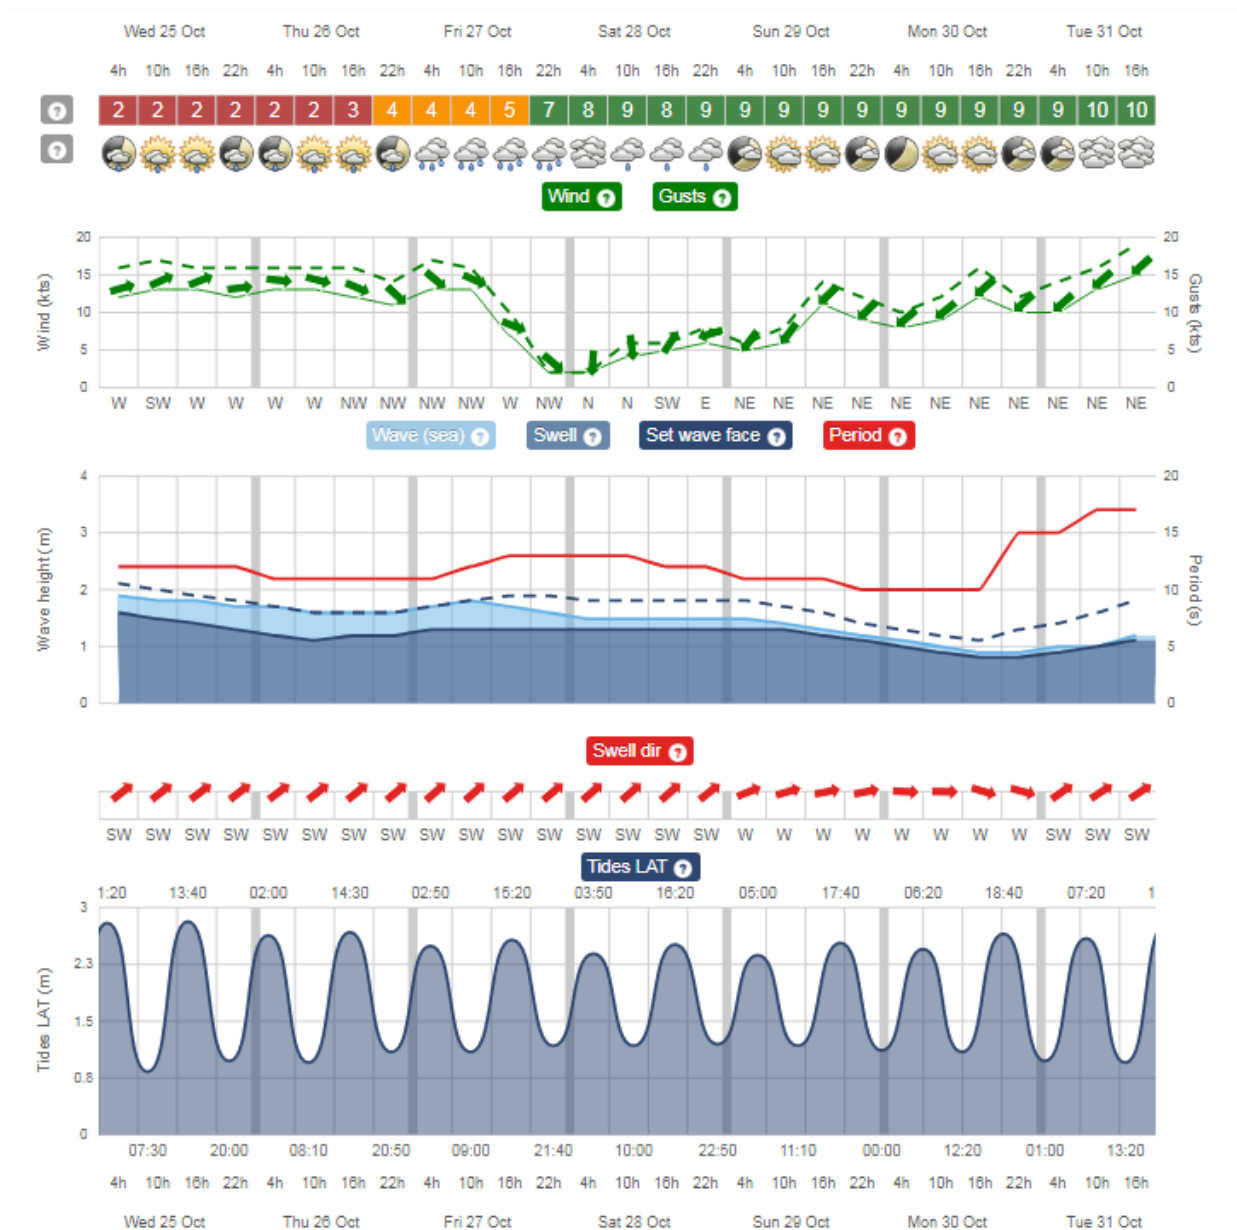 Wed 25 Oct Thu 26 Oct Fri 27 Oct Sat 28 Oct Sun 29 Oct Mon 30 Oct Tue 31 Oct
4h 10h 16h 22h 4h 10h 16h 22h 4h 10h 16h 22h 4h 10h 16h 22h 4h 10h 16h 22h 4h 10h 16h 22h 4h 10h 16h
? 2 2 2 2 2 2 3 4 4 4 5 7 8 9 8 9 9 9 9 9 9 9 9 9 9 10 10
?
Wind ? Gusts ?
20 20
15 15
10 10
5 5
0 0
Wind (kts)
Gusts (kts)
W SW W W W W NW NW NW NW W NW N N SW E NE NE NE NE NE NE NE NE NE NE NE
Wave (sea) ? Swell ? Set wave face ? Period ?
4 20
3 15
2 10
1 5
0 0
Wave height (m)
Period (s)
Swell dir ?
SW SW SW SW SW SW SW SW SW SW SW SW SW SW SW SW W W W W W W W W SW SW SW
Tides LAT ?
1:20 13:40 02:00 14:30 02:50 15:20 03:50 16:20 05:00 17:40 06:20 18:40 07:20 1
3
2.3
1.5
0.8
0
Tides LAT (m)
07:30 20:00 08:10 20:50 09:00 21:40 10:00 22:50 11:10 00:00 12:20 01:00 13:20
4h 10h 16h 22h 4h 10h 16h 22h 4h 10h 16h 22h 4h 10h 16h 22h 4h 10h 16h 22h 4h 10h 16h 22h 4h 10h 16h
Wed 25 Oct Thu 26 Oct Fri 27 Oct Sat 28 Oct Sun 29 Oct Mon 30 Oct Tue 31 Oct